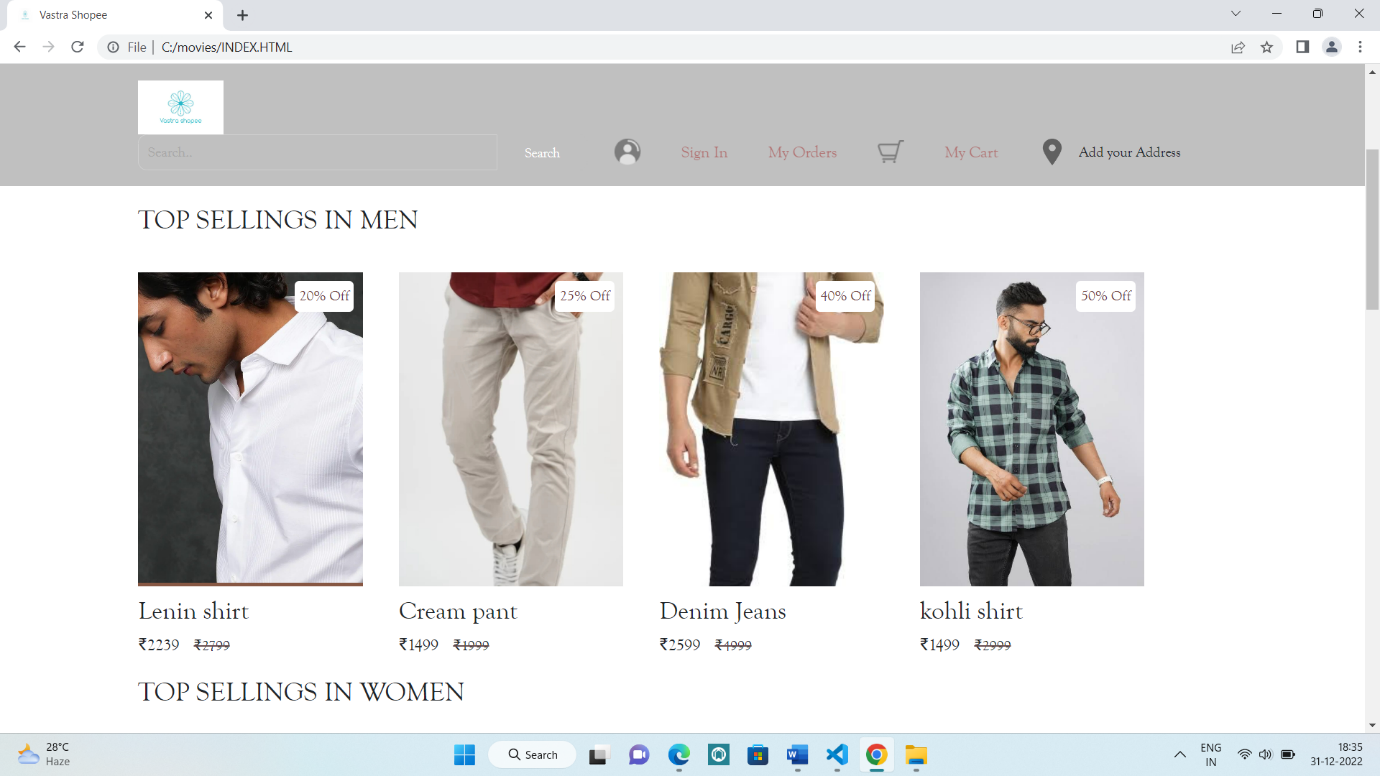 Vastra Shopee
File | C:/movies/INDEX.HTML
Vastra shopee
Search..
Search
Sign In
My Orders
My Cart
Add your Address
TOP SELLINGS IN MEN
20% Off
25% Off
40% Off
50% Off
CARGO
Lenin shirt
Cream pant
Denim Jeans
kohli shirt
₹2239 ₹2799
₹1499 ₹1999
₹2599 ₹4999
₹1499 ₹2999
TOP SELLINGS IN WOMEN
28°C
Haze
Search
ENG
IN
18:35
31-12-2022